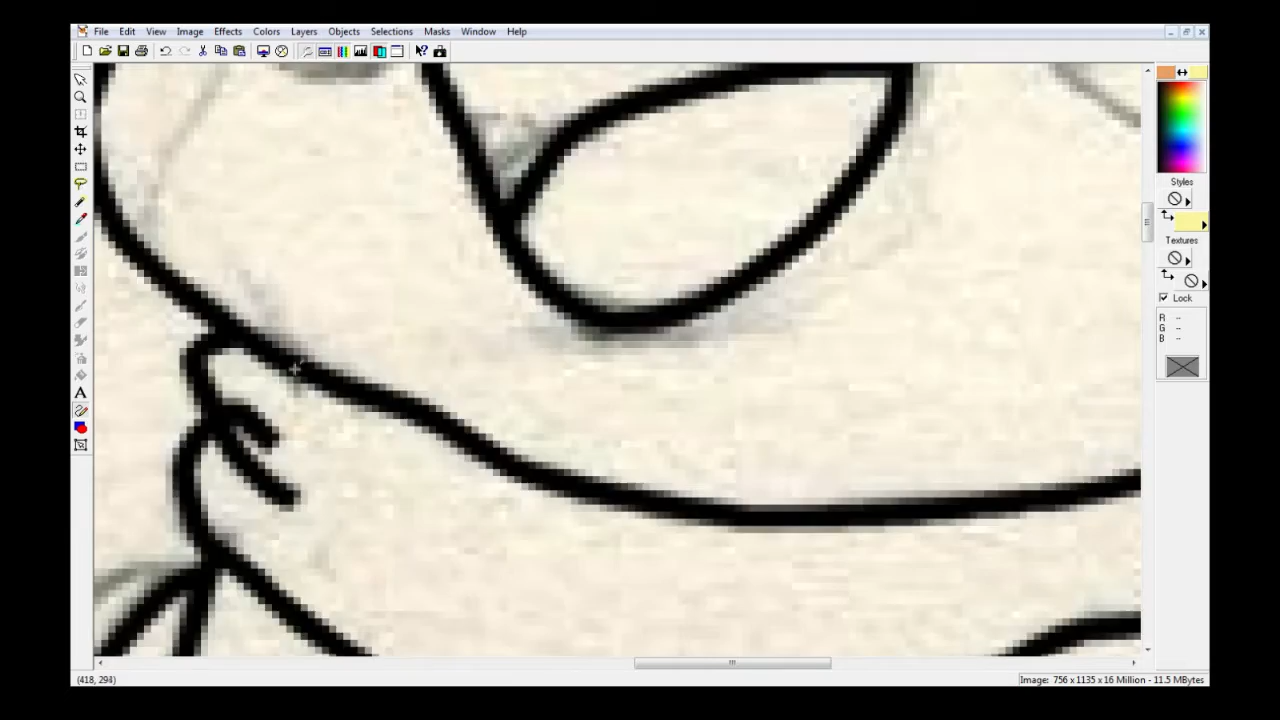 File Edit View Image Effects Colors Layers Objects Selections Masks Window Help
Styles
Textures
Lock
R --
G --
B --
A
(418, 294)
Image: 756 x 1135 x 16 Million - 11.5 MBytes